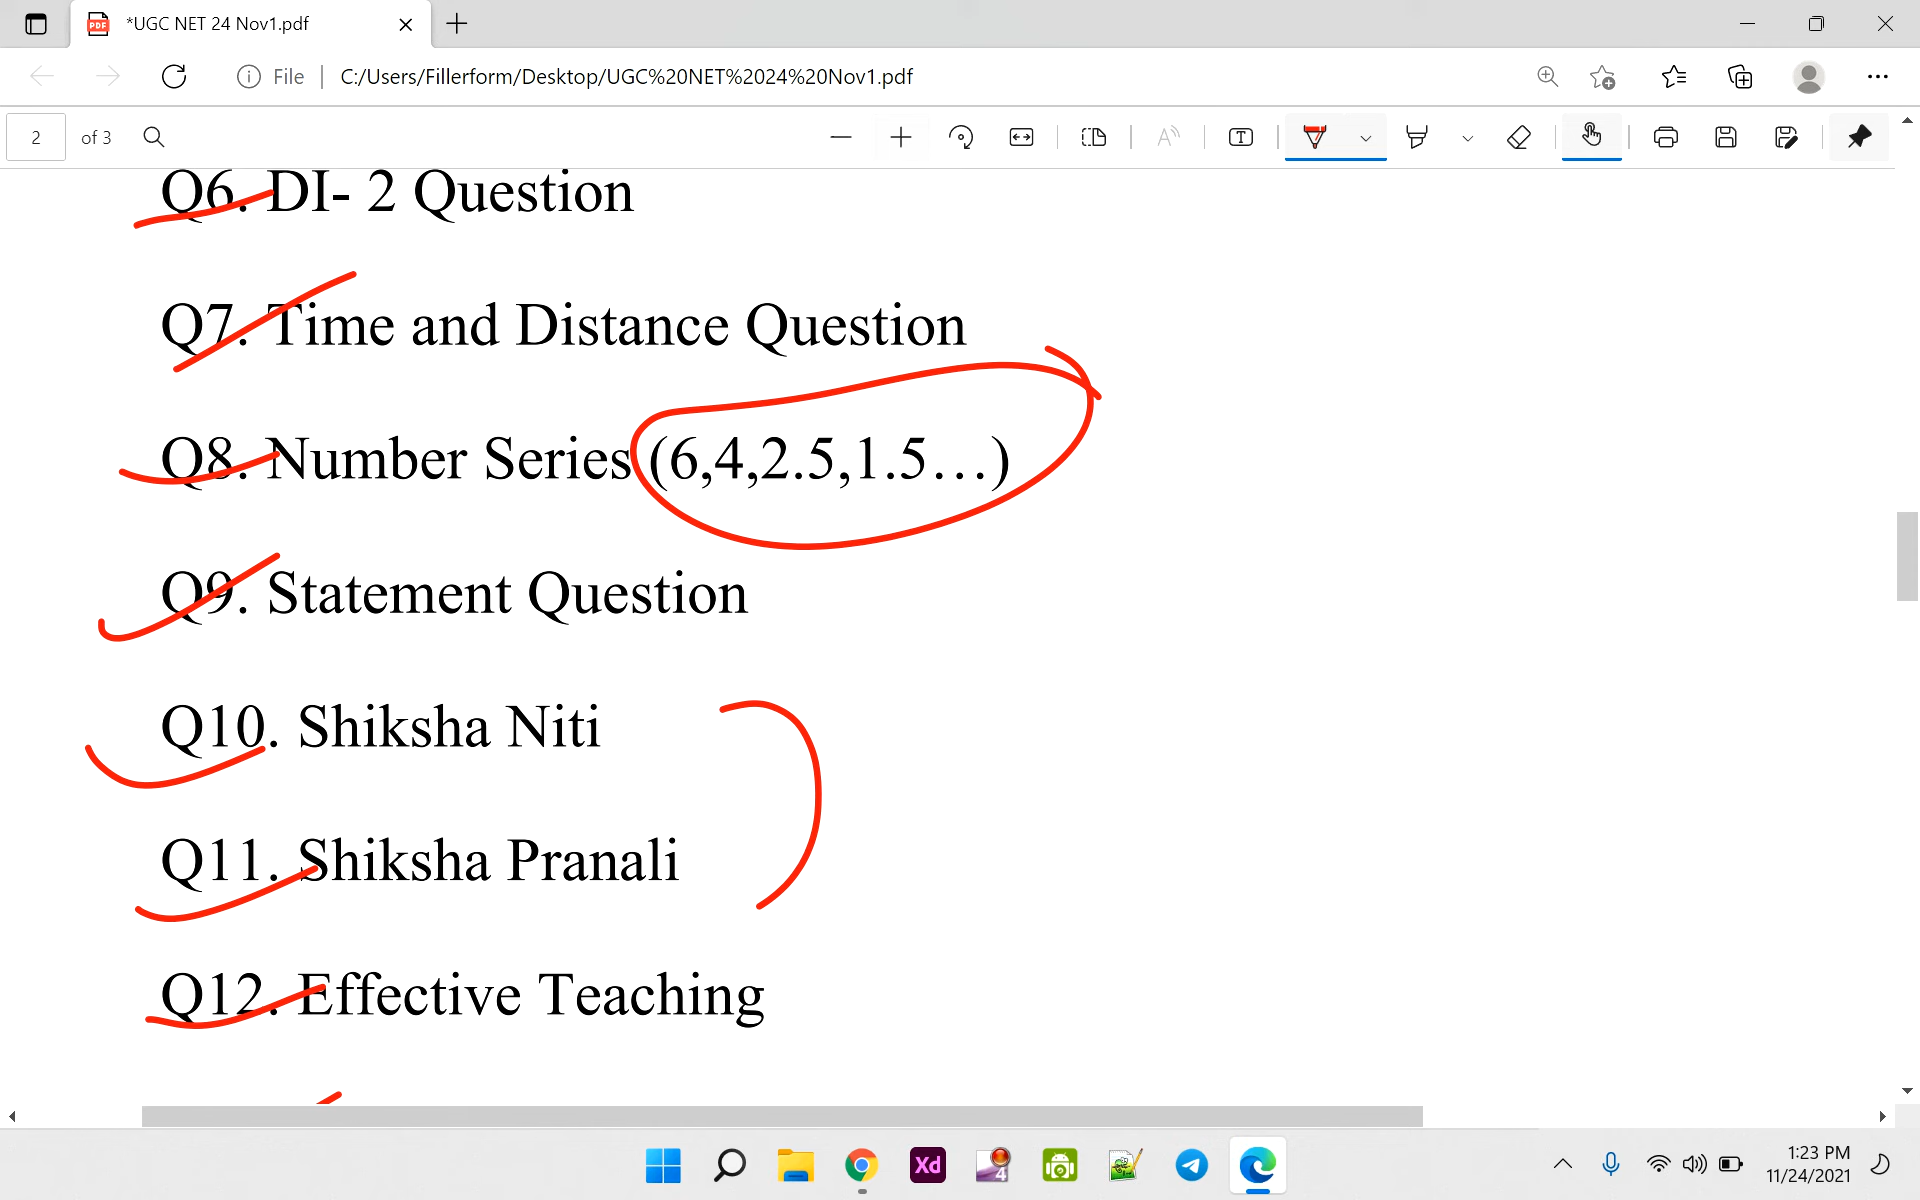 *UGC NET 24 Nov1.pdf
File
C:/Users/Fillerform/Desktop/UGC%20NET%2024%20Nov1.pdf
2 of 3
Q6. DI- 2 Question
Q7. Time and Distance Question
Q8. Number Series (6,4,2.5,1.5…)
Q9. Statement Question
Q10. Shiksha Niti
Q11. Shiksha Pranali
Q12. Effective Teaching
Xd
4
1:23 PM
11/24/2021